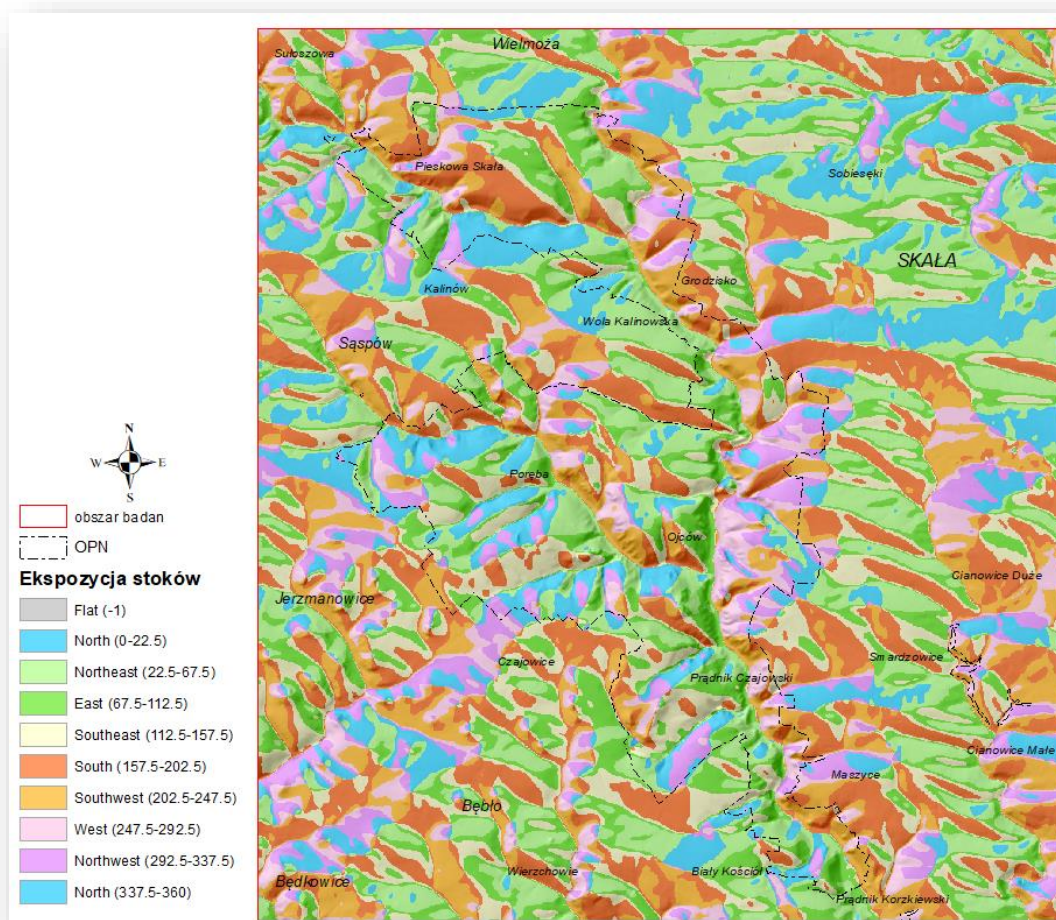 Sułoszowa
Wielmoża
Pieskowa Skała
Sobiesęki
SKAŁA
Kalinów
Grodzisko
Wola Kalinowska
Sąspów
N
W
E
S
Poręba
obszar badan
Ojców
OPN
Ekspozycja stoków
Cianowice Duże
Jerzmanowice
Flat (-1)
North (0-22.5)
Smardzowice
Czajowice
Northeast (22.5-67.5)
Prądnik Czajowski
East (67.5-112.5)
Southeast (112.5-157.5)
Cianowice Małe
South (157.5-202.5)
Maszyce
Southwest (202.5-247.5)
Bębło
West (247.5-292.5)
Northwest (292.5-337.5)
Wierzchowie
Biały Kościół
Będkowice
North (337.5-360)
Prądnik Korzkiewski